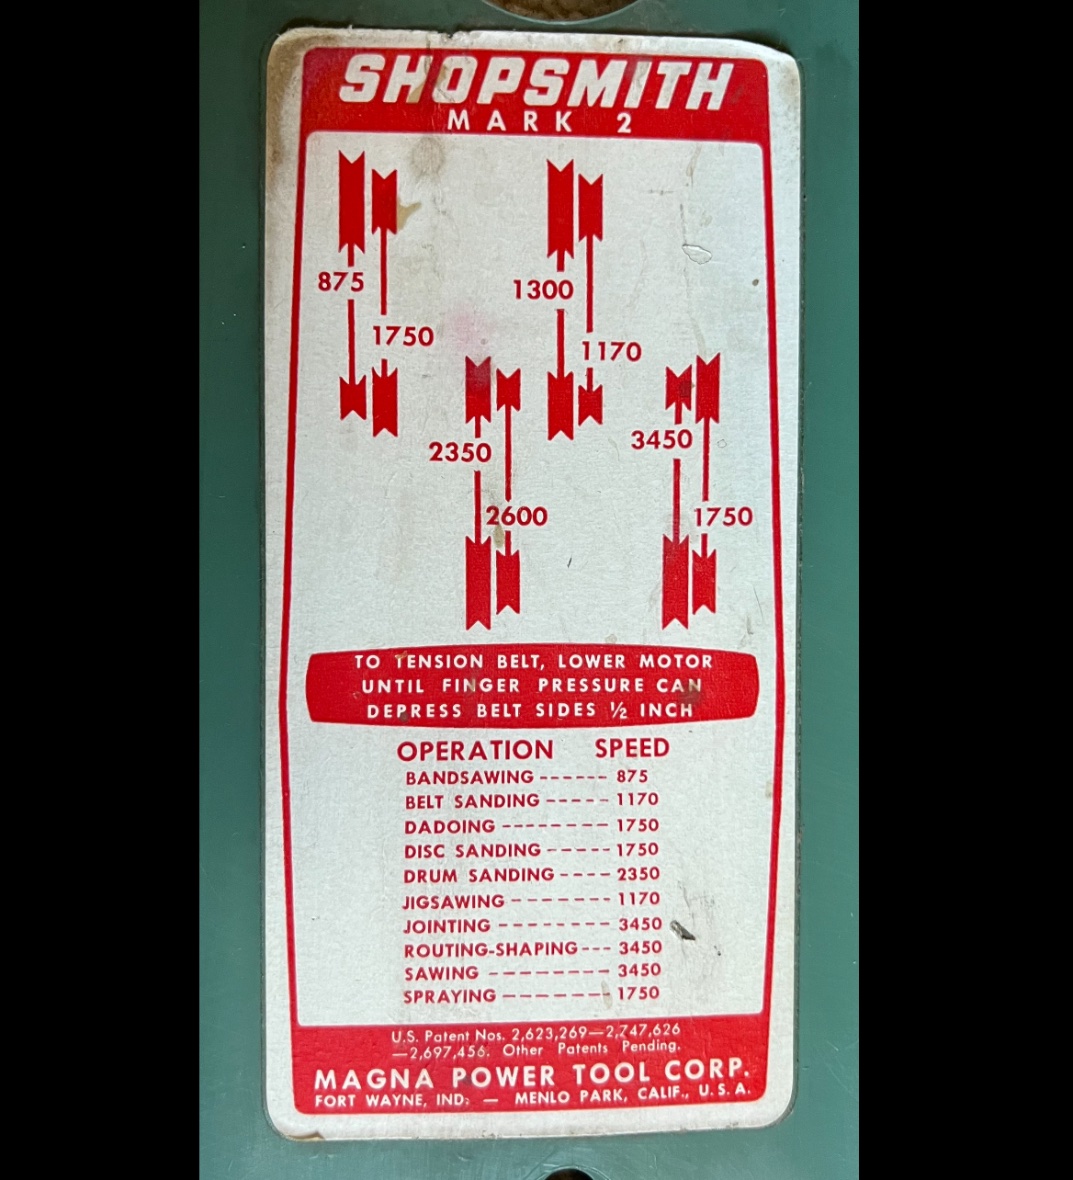 SHOPSMITH
MARK 2
875
1750
1300
1170
2350
2600
3450
1750
TO TENSION BELT, LOWER MOTOR
UNTIL FINGER PRESSURE CAN
DEPRESS BELT SIDES ½ INCH
OPERATION SPEED
BANDSAWING ------ 875
BELT SANDING ----- 1170
DADOING -------- 1750
DISC SANDING ----- 1750
DRUM SANDING ---- 2350
JIGSAWING ------- 1170
JOINTING -------- 3450
ROUTING-SHAPING --- 3450
SAWING -------- 3450
SPRAYING ------- 1750
U.S. Patent Nos. 2,623,269—2,747,626
—2,697,456. Other Patents Pending.
MAGNA POWER TOOL CORP.
FORT WAYNE, IND. — MENLO PARK, CALIF., U.S.A.